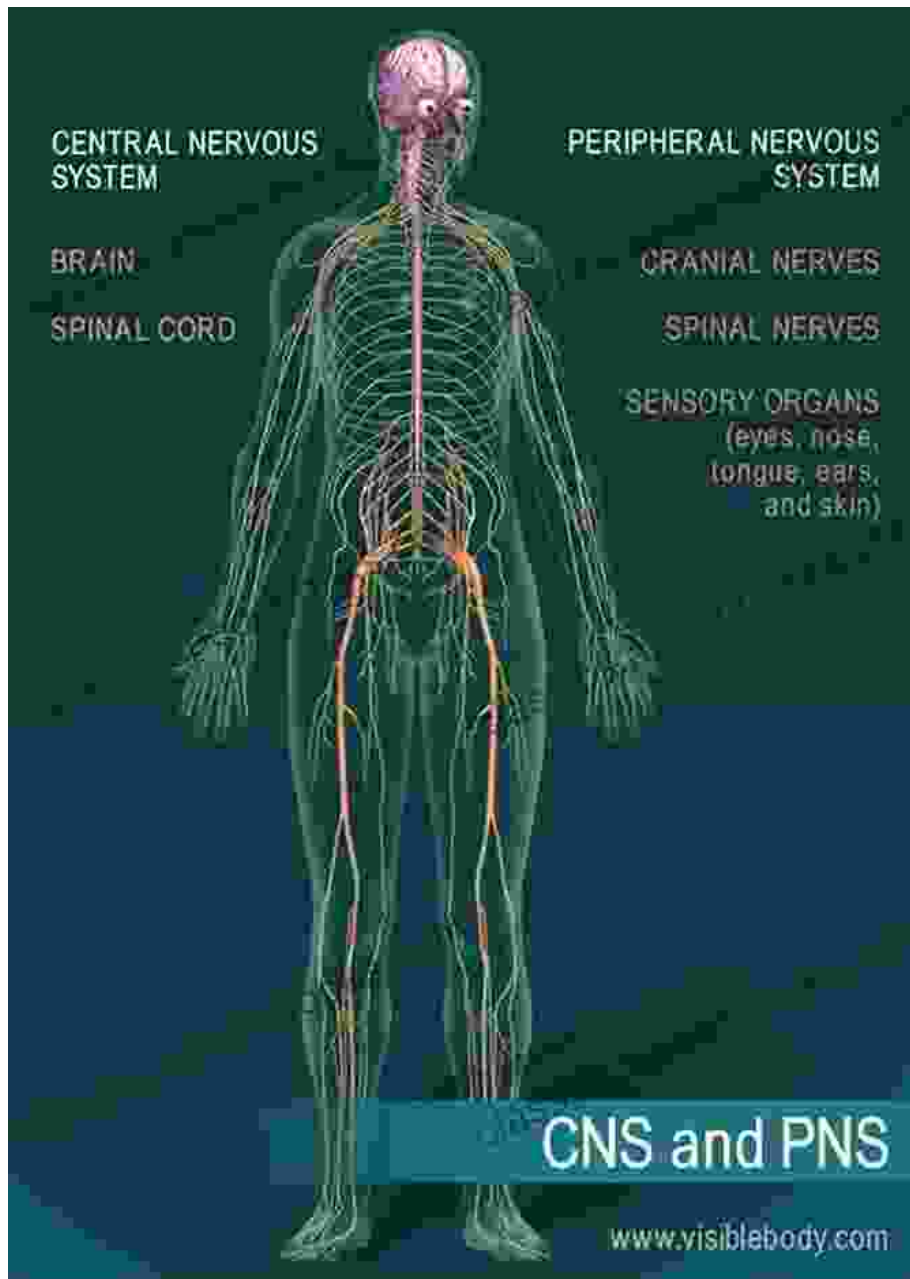 CENTRAL NERVOUS
SYSTEM
BRAIN
SPINAL CORD
PERIPHERAL NERVOUS
SYSTEM
CRANIAL NERVES
SPINAL NERVES
SENSORY ORGANS
(eyes, nose,
tongue, ears,
and skin)
CNS and PNS
www.visiblebody.com